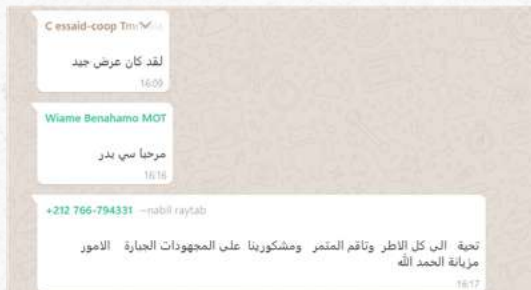 C essaid-coop Tm
لقد كان عرض جيد
16:09
Wiame Benahamo MOT
مرحبا سي بدر
16:16
+212 766-794331 ~nabil raytab
تحية الى كل الاطر وتاقم المتمر ومشكورينا على المجهودات الجبارة الامور
مزيانة الحمد الله
16:17